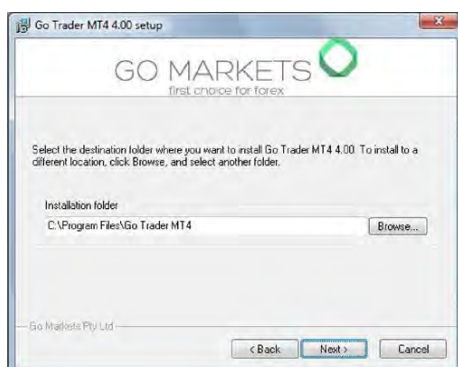 Go Trader MT4 4.00 setup
GO MARKETS
first choice for forex
Select the destination folder where you want to install Go Trader MT4 4.00. To install to a
different location, click Browse, and select another folder.
Installation folder
C:\Program Files\Go Trader MT4
Browse...
Go Markets Pty Ltd
< Back
Next >
Cancel